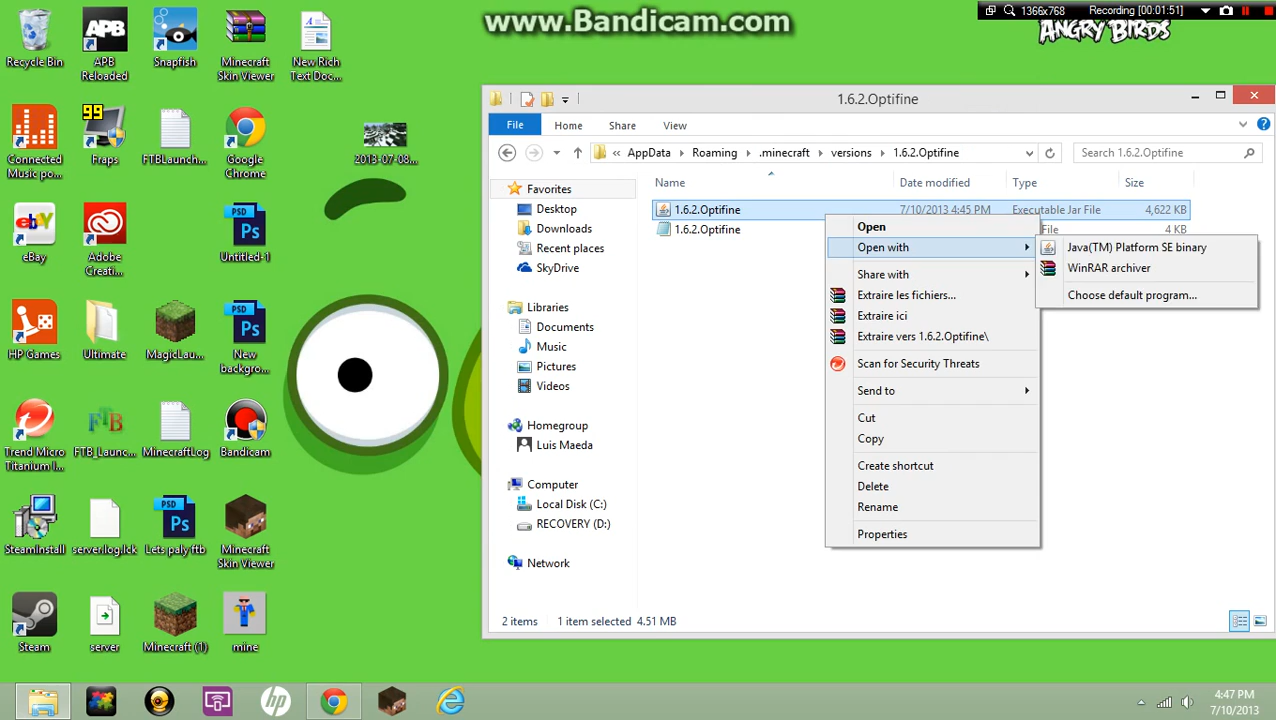 www.Bandicam.com
1366x768
Recording [00:01:51]
ANGRY BIRDS
Recycle Bin
APB Reloaded
Snapfish
Minecraft Skin Viewer
New Rich Text Doc...
Connected Music po...
99
Fraps
FTBLaunch...
Google Chrome
2013-07-08...
eBay
Adobe Creati...
Untitled-1
HP Games
Ultimate
MagicLau...
New backgro...
Trend Micro Titanium I...
FTB_Launc...
MinecraftLog
Bandicam
SteamInstall
server.log.lck
Lets paly ftb
Minecraft Skin Viewer
Steam
server
Minecraft (1)
mine
1.6.2.Optifine
File
Home
Share
View
«
AppData
Roaming
.minecraft
versions
1.6.2.Optifine
Search 1.6.2.Optifine
Favorites
Desktop
Downloads
Recent places
SkyDrive
Libraries
Documents
Music
Pictures
Videos
Homegroup
Luis Maeda
Computer
Local Disk (C:)
RECOVERY (D:)
Network
Name
Date modified
Type
Size
1.6.2.Optifine
7/10/2013 4:45 PM
Executable Jar File
4,622 KB
1.6.2.Optifine
File
4 KB
Open
Open with
Share with
Extraire les fichiers...
Extraire ici
Extraire vers 1.6.2.Optifine\
Scan for Security Threats
Send to
Cut
Copy
Create shortcut
Delete
Rename
Properties
Java(TM) Platform SE binary
WinRAR archiver
Choose default program...
2 items
1 item selected 4.51 MB
4:47 PM
7/10/2013